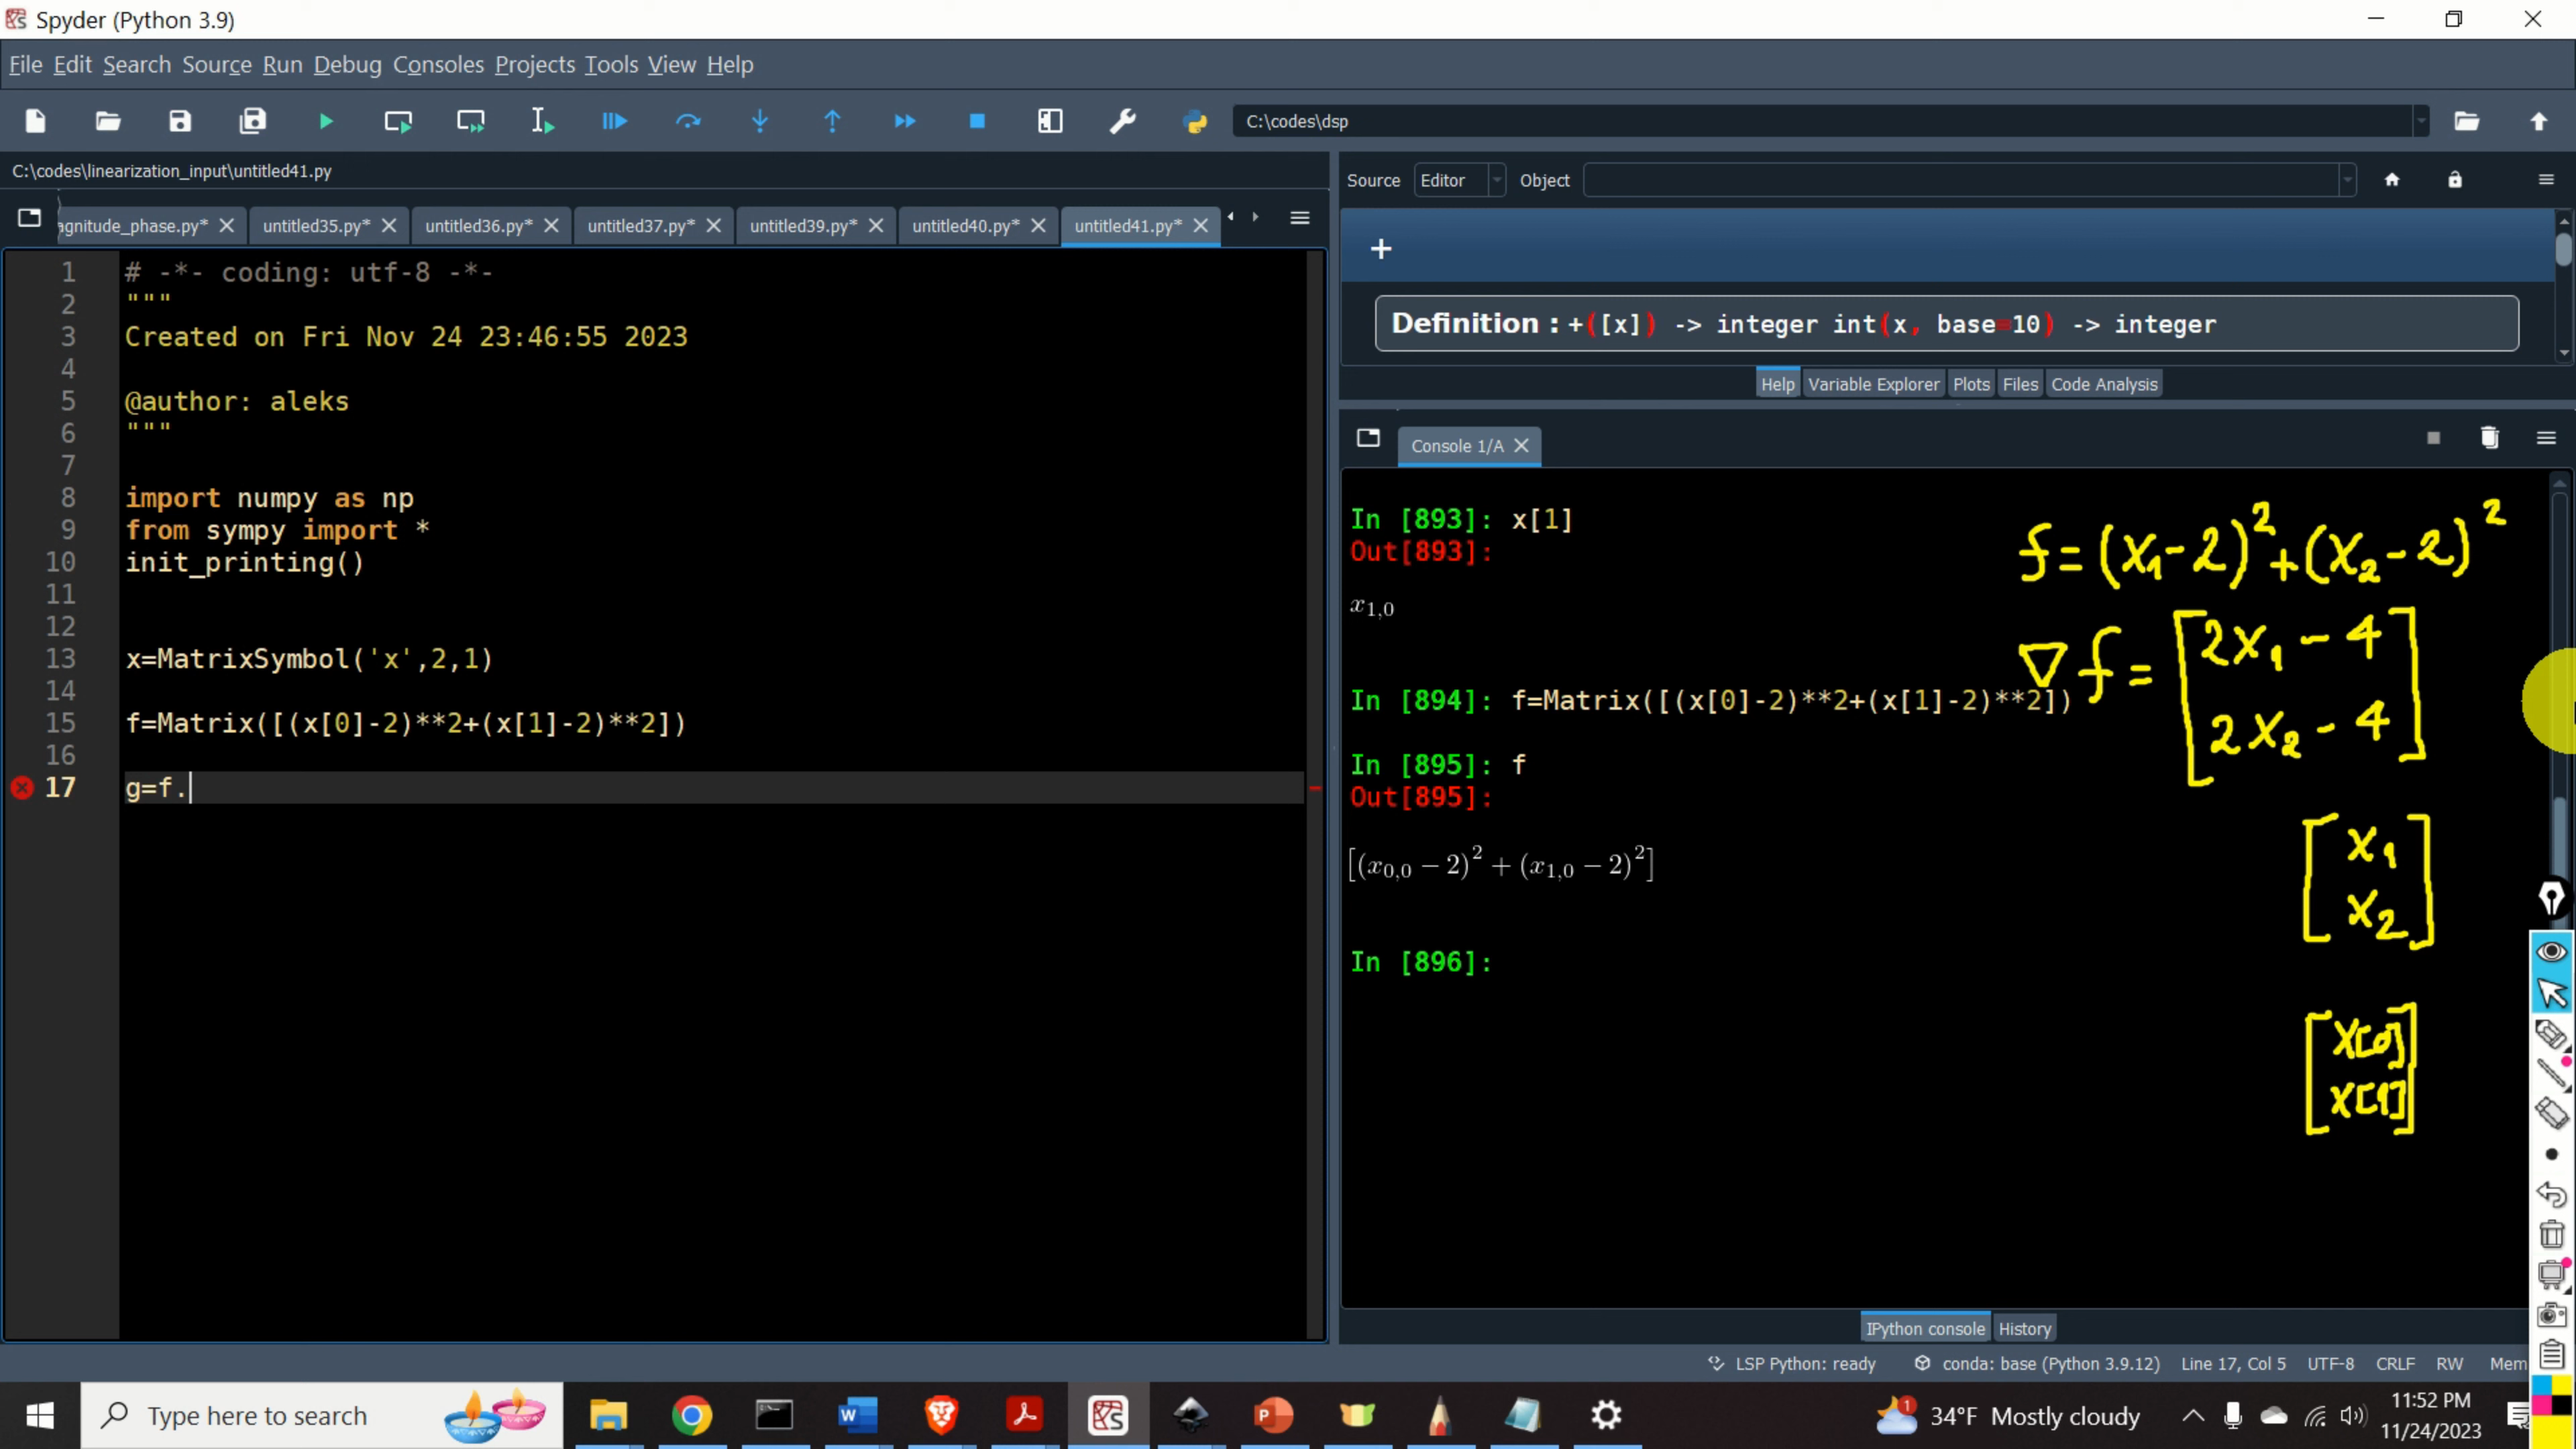 Spyder (Python 3.9)
File Edit Search Source Run Debug Consoles Projects Tools View Help
C:\codes\dsp
C:\codes\linearization_input\untitled41.py
agnitude_phase.py* untitled35.py* untitled36.py* untitled37.py* untitled39.py* untitled40.py* untitled41.py*
1 # -*- coding: utf-8 -*-
2 """
3 Created on Fri Nov 24 23:46:55 2023
4
5 @author: aleks
6 """
7
8 import numpy as np
9 from sympy import *
10 init_printing()
11
12
13 x=MatrixSymbol('x',2,1)
14
15 f=Matrix([(x[0]-2)**2+(x[1]-2)**2])
16
17 g=f.
Source Editor Object
+
Definition : +([x]) -> integer int(x, base=10) -> integer
Help Variable Explorer Plots Files Code Analysis
Console 1/A
In [893]: x[1]
Out[893]:
x₁,₀
In [894]: f=Matrix([(x[0]-2)**2+(x[1]-2)**2])
In [895]: f
Out[895]:
[(x₀,₀ − 2)² + (x₁,₀ − 2)²]
In [896]:
f=(x₁-2)²+(x₂-2)²
∇f=[2x₁-4
2x₂-4]
[x₁
x₂]
[x[0]
x[1]]
IPython console History
LSP Python: ready conda: base (Python 3.9.12) Line 17, Col 5 UTF-8 CRLF RW Mem
Type here to search
1 34°F Mostly cloudy
11:52 PM
11/24/2023